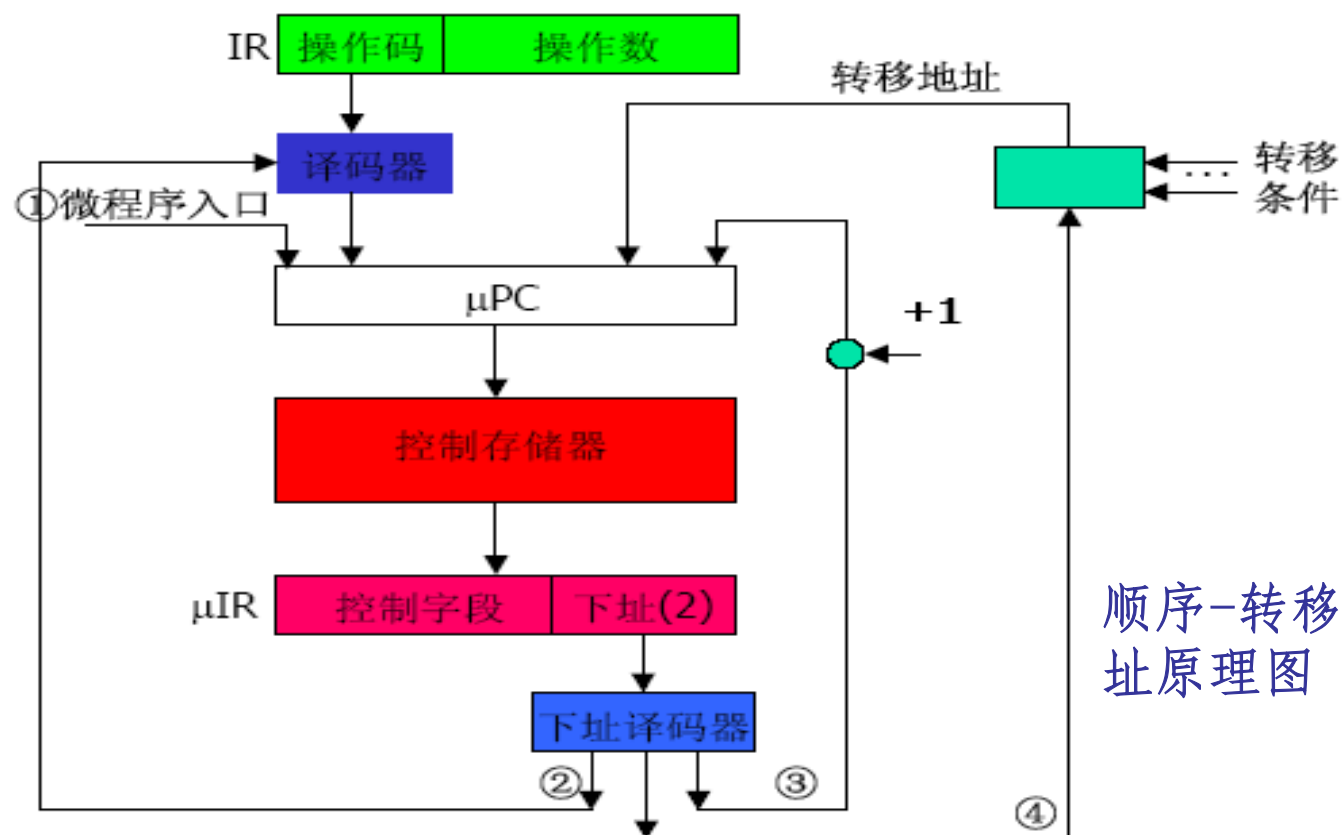 IR 操作码 操作数
转移地址
译码器
··· 转移
条件
①微程序入口
μPC
+1
控制存储器
μIR 控制字段 下址(2)
顺序-转移
址原理图
下址译码器
② ③ ④